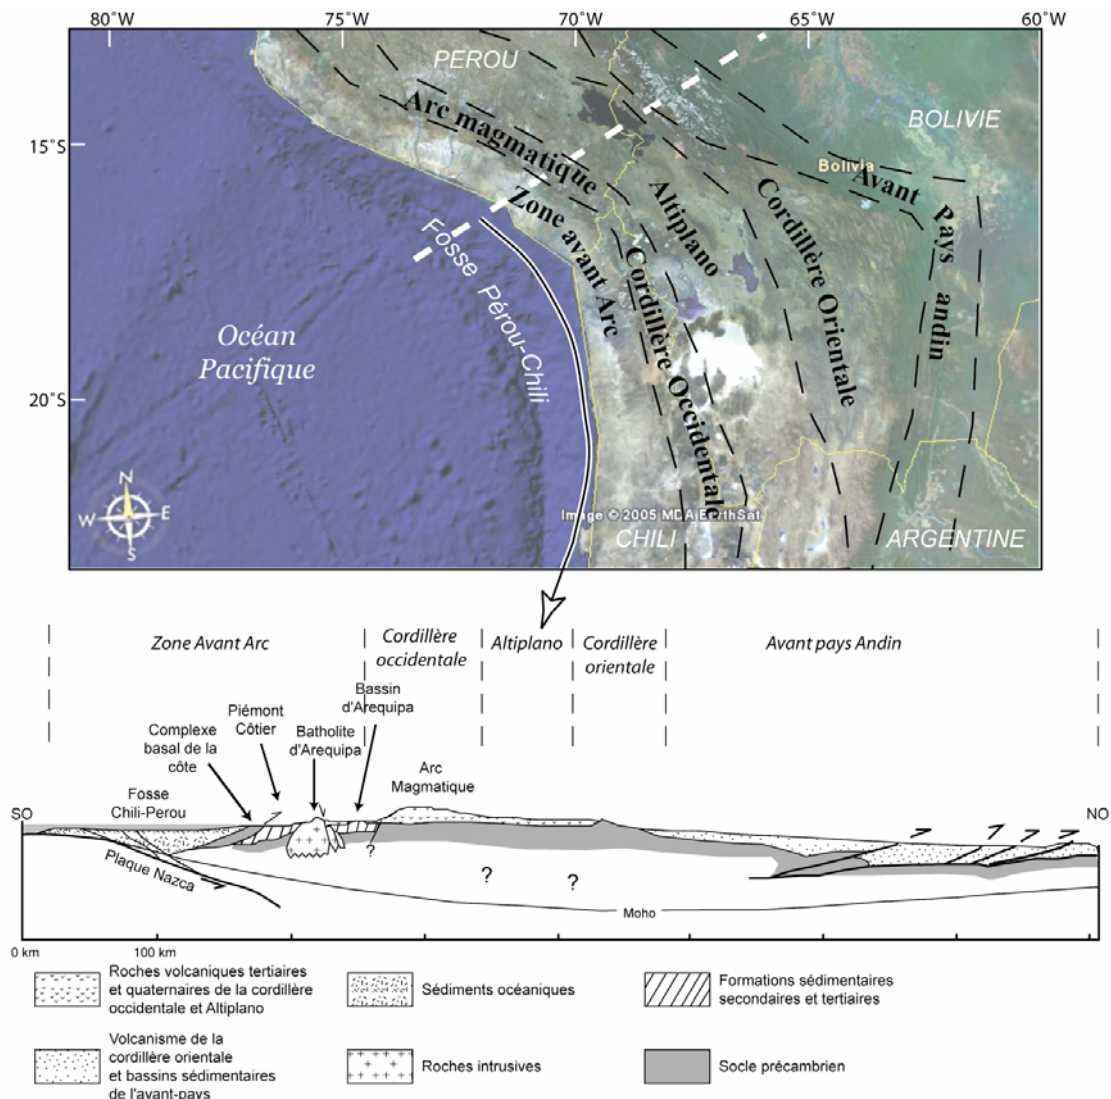 80°W
75°W
70°W
65°W
60°W
PEROU
BOLIVIE
Bolivia
15°S
Arc magmatique
Zone avant Arc
Altiplano
Avant
Pays
andin
Cordillère Orientale
Cordillère Occidentale
Fosse Pérou-Chili
Océan
Pacifique
20°S
N
W
E
S
Image © 2005 MDA EarthSat
CHILI
ARGENTINE
Zone Avant Arc
Cordillère
occidentale
Altiplano
Cordillère
orientale
Avant pays Andin
Bassin
d'Arequipa
Piémont
Côtier
Batholite
d'Arequipa
Complexe
basal de la
côte
Arc
Magmatique
Fosse
Chili-Perou
SO
NO
Plaque Nazca
?
?
?
Moho
0 km
100 km
Roches volcaniques tertiaires
et quaternaires de la cordillère
occidentale et Altiplano
Sédiments océaniques
Formations sédimentaires
secondaires et tertiaires
Volcanisme de la
cordillère orientale
et bassins sédimentaires
de l'avant-pays
Roches intrusives
Socle précambrien